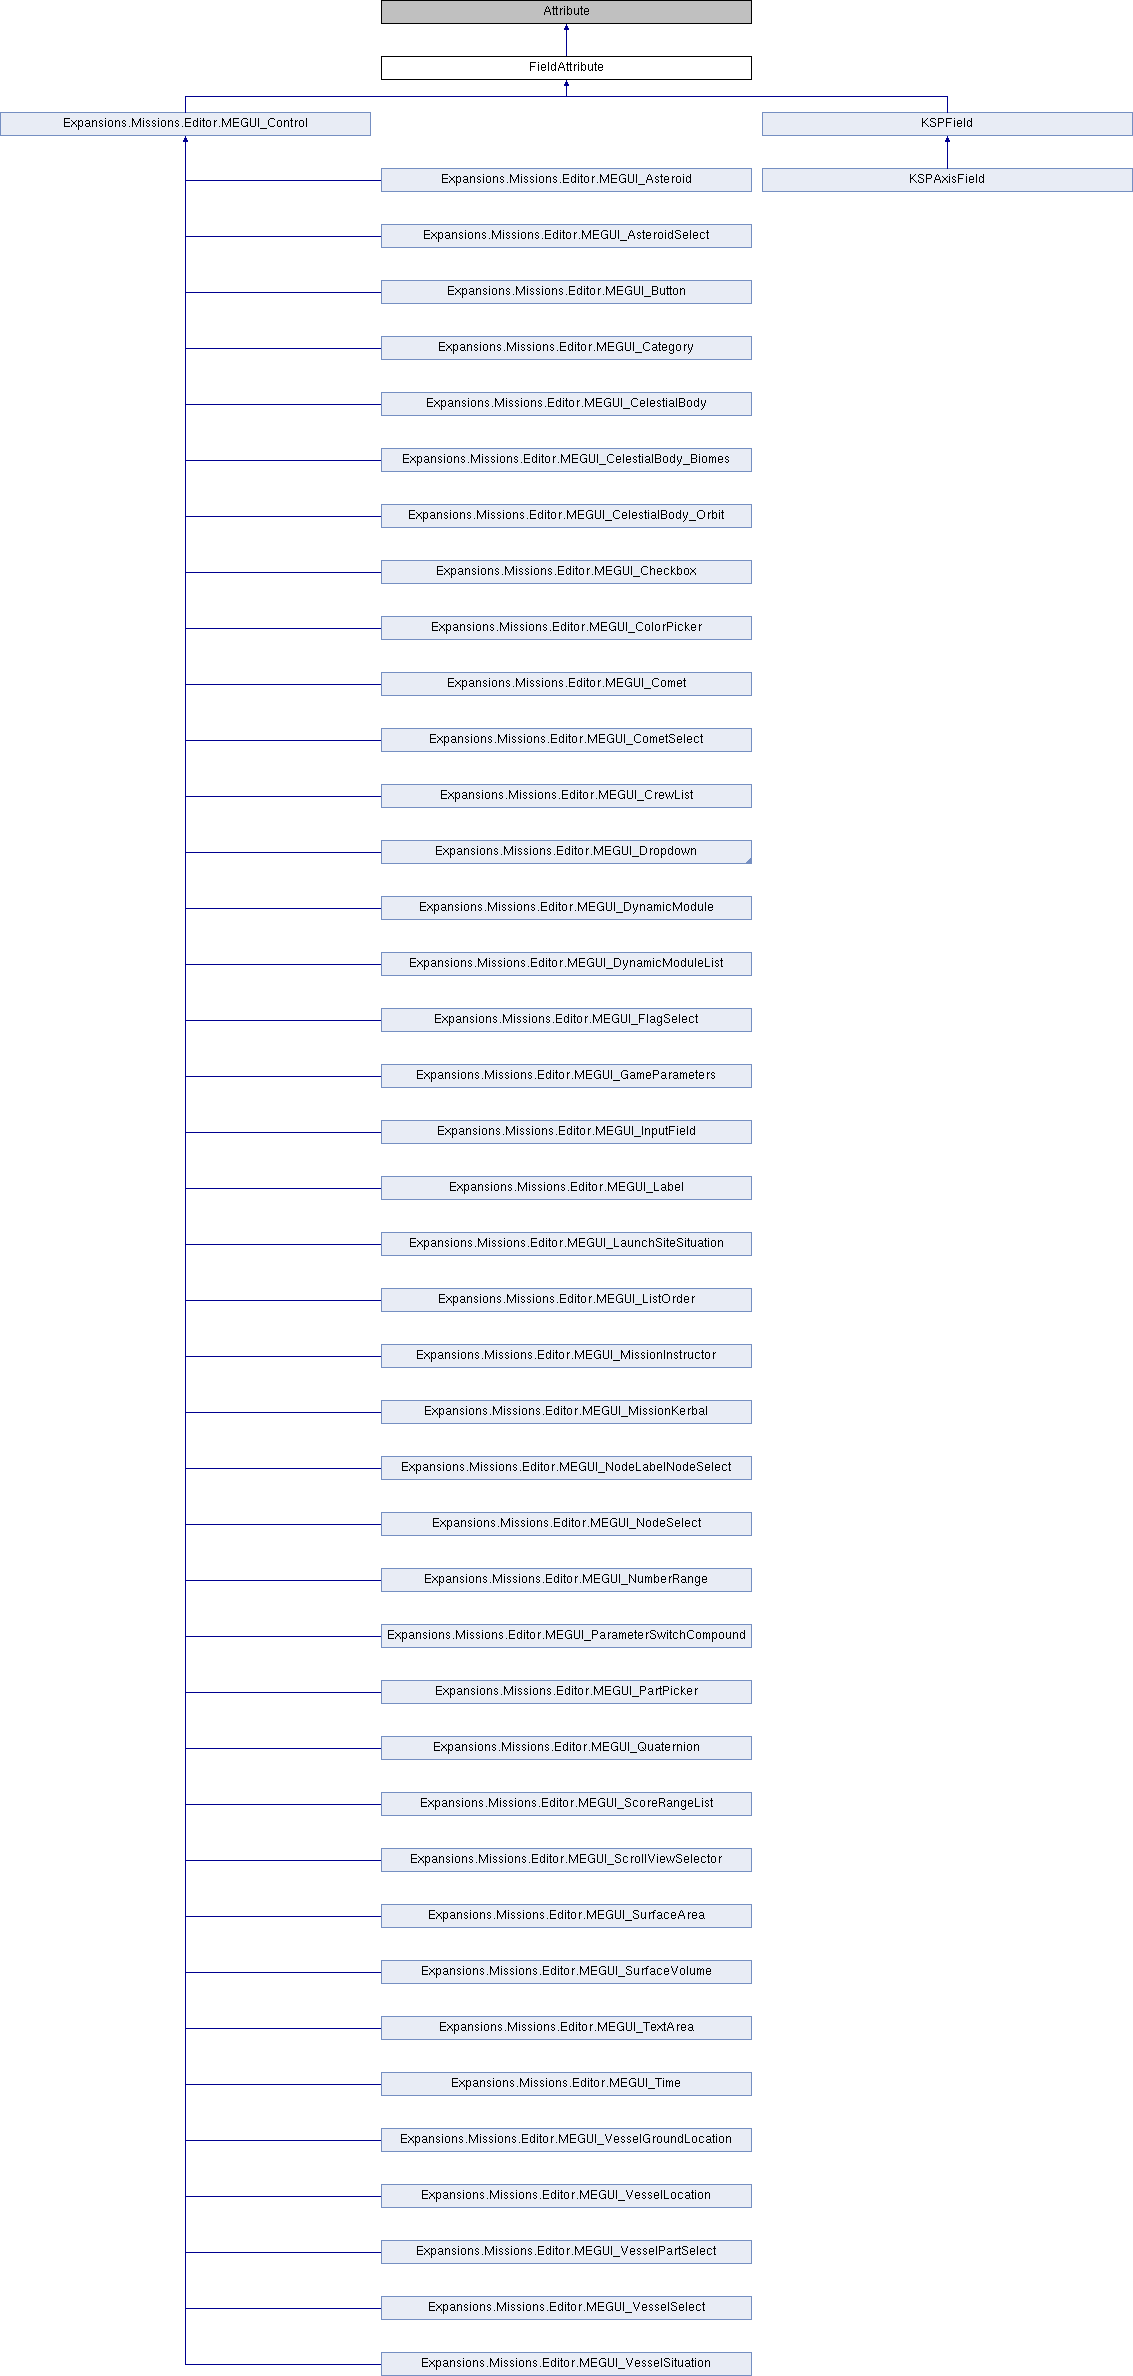 Attribute
FieldAttribute
Expansions.Missions.Editor.MEGUI_Control
KSPField
Expansions.Missions.Editor.MEGUI_Asteroid
KSPAxisField
Expansions.Missions.Editor.MEGUI_AsteroidSelect
Expansions.Missions.Editor.MEGUI_Button
Expansions.Missions.Editor.MEGUI_Category
Expansions.Missions.Editor.MEGUI_CelestialBody
Expansions.Missions.Editor.MEGUI_CelestialBody_Biomes
Expansions.Missions.Editor.MEGUI_CelestialBody_Orbit
Expansions.Missions.Editor.MEGUI_Checkbox
Expansions.Missions.Editor.MEGUI_ColorPicker
Expansions.Missions.Editor.MEGUI_Comet
Expansions.Missions.Editor.MEGUI_CometSelect
Expansions.Missions.Editor.MEGUI_CrewList
Expansions.Missions.Editor.MEGUI_Dropdown
Expansions.Missions.Editor.MEGUI_DynamicModule
Expansions.Missions.Editor.MEGUI_DynamicModuleList
Expansions.Missions.Editor.MEGUI_FlagSelect
Expansions.Missions.Editor.MEGUI_GameParameters
Expansions.Missions.Editor.MEGUI_InputField
Expansions.Missions.Editor.MEGUI_Label
Expansions.Missions.Editor.MEGUI_LaunchSiteSituation
Expansions.Missions.Editor.MEGUI_ListOrder
Expansions.Missions.Editor.MEGUI_MissionInstructor
Expansions.Missions.Editor.MEGUI_MissionKerbal
Expansions.Missions.Editor.MEGUI_NodeLabelNodeSelect
Expansions.Missions.Editor.MEGUI_NodeSelect
Expansions.Missions.Editor.MEGUI_NumberRange
Expansions.Missions.Editor.MEGUI_ParameterSwitchCompound
Expansions.Missions.Editor.MEGUI_PartPicker
Expansions.Missions.Editor.MEGUI_Quaternion
Expansions.Missions.Editor.MEGUI_ScoreRangeList
Expansions.Missions.Editor.MEGUI_ScrollViewSelector
Expansions.Missions.Editor.MEGUI_SurfaceArea
Expansions.Missions.Editor.MEGUI_SurfaceVolume
Expansions.Missions.Editor.MEGUI_TextArea
Expansions.Missions.Editor.MEGUI_Time
Expansions.Missions.Editor.MEGUI_VesselGroundLocation
Expansions.Missions.Editor.MEGUI_VesselLocation
Expansions.Missions.Editor.MEGUI_VesselPartSelect
Expansions.Missions.Editor.MEGUI_VesselSelect
Expansions.Missions.Editor.MEGUI_VesselSituation